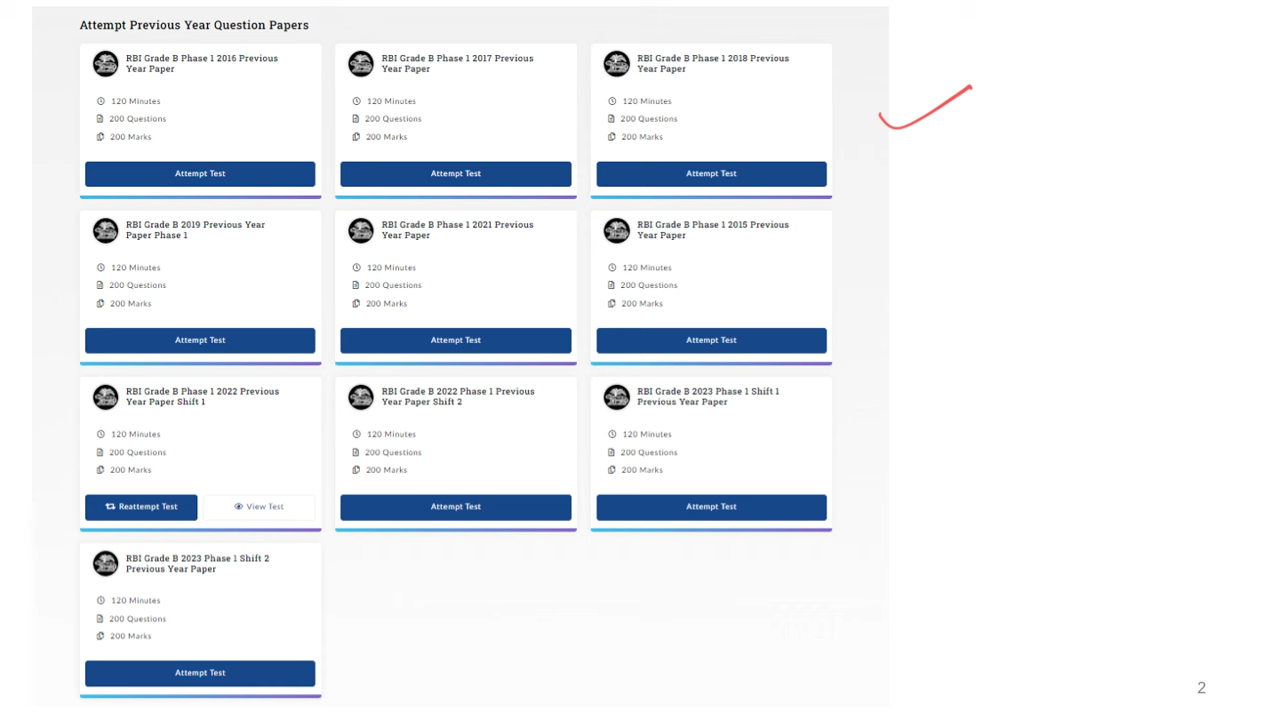 Attempt Previous Year Question Papers
RBI Grade B Phase 1 2016 Previous
Year Paper
120 Minutes
200 Questions
200 Marks
Attempt Test
RBI Grade B Phase 1 2017 Previous
Year Paper
120 Minutes
200 Questions
200 Marks
Attempt Test
RBI Grade B Phase 1 2018 Previous
Year Paper
120 Minutes
200 Questions
200 Marks
Attempt Test
RBI Grade B 2019 Previous Year
Paper Phase 1
120 Minutes
200 Questions
200 Marks
Attempt Test
RBI Grade B Phase 1 2021 Previous
Year Paper
120 Minutes
200 Questions
200 Marks
Attempt Test
RBI Grade B Phase 1 2015 Previous
Year Paper
120 Minutes
200 Questions
200 Marks
Attempt Test
RBI Grade B Phase 1 2022 Previous
Year Paper Shift 1
120 Minutes
200 Questions
200 Marks
Reattempt Test
View Test
RBI Grade B 2022 Phase 1 Previous
Year Paper Shift 2
120 Minutes
200 Questions
200 Marks
Attempt Test
RBI Grade B 2023 Phase 1 Shift 1
Previous Year Paper
120 Minutes
200 Questions
200 Marks
Attempt Test
RBI Grade B 2023 Phase 1 Shift 2
Previous Year Paper
120 Minutes
200 Questions
200 Marks
Attempt Test
2